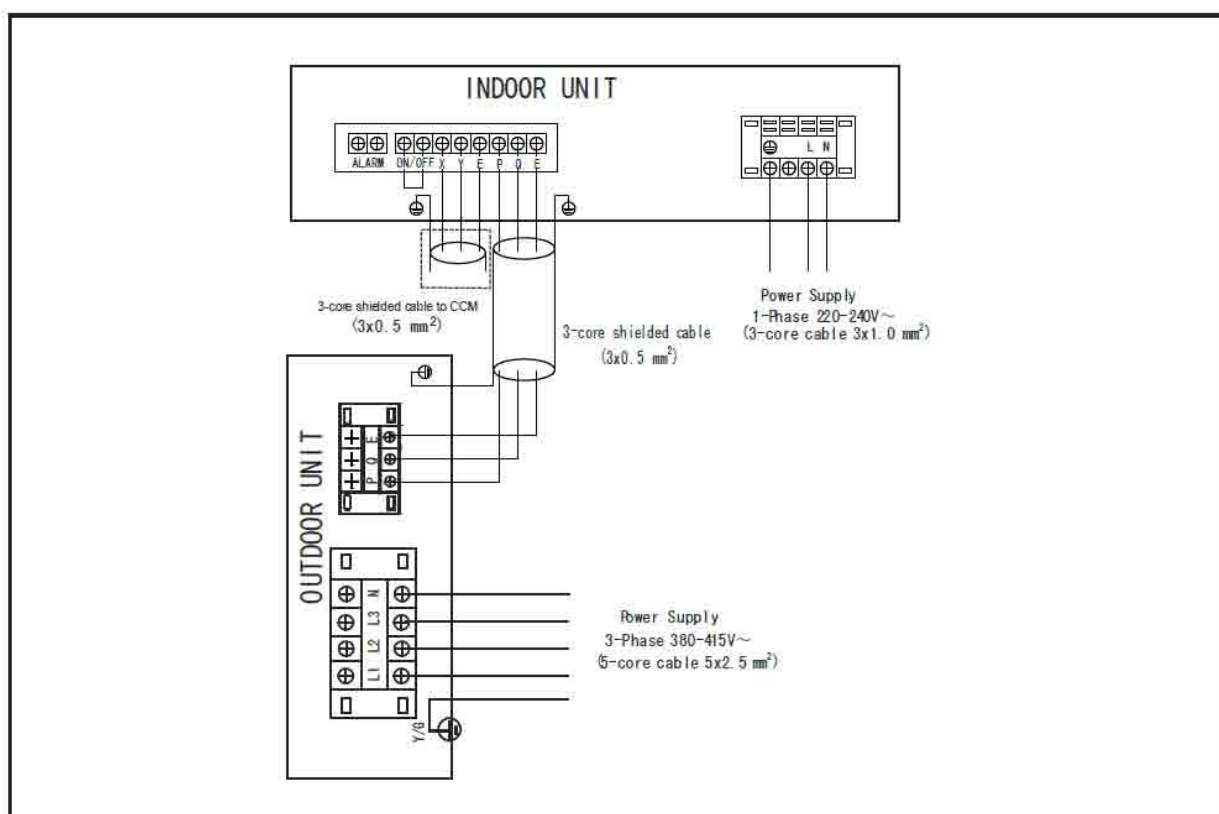 INDOOR UNIT
ALARM ON/OFF X Y E P Q E
L N
3-core shielded cable to CCM
(3x0.5 mm²)
3-core shielded cable
(3x0.5 mm²)
Power Supply
1-Phase 220-240V～
(3-core cable 3x1.0 mm²)
OUTDOOR UNIT
P Q E
L1 L2 L3 N
Y/G
Power Supply
3-Phase 380-415V～
(5-core cable 5x2.5 mm²)